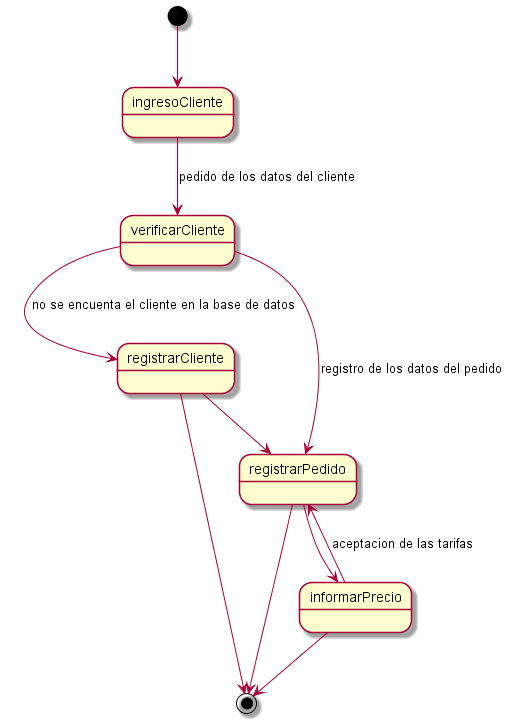 ingresoCliente
pedido de los datos del cliente
verificarCliente
no se encuenta el cliente en la base de datos
registrarCliente
registro de los datos del pedido
registrarPedido
aceptacion de las tarifas
informarPrecio